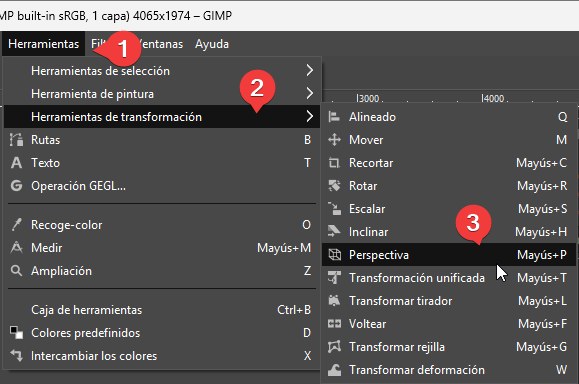 MP built-in sRGB, 1 capa) 4065x1974 – GIMP
Herramientas Filt Ventanas Ayuda
1
Herramientas de selección
Herramienta de pintura
Herramientas de transformación
2
Rutas B
Texto T
Operación GEGL...
Recoge-color O
Medir Mayús+M
Ampliación Z
Caja de herramientas Ctrl+B
Colores predefinidos D
Intercambiar los colores X
3000 4000
Alineado Q
Mover M
Recortar Mayús+C
Rotar Mayús+R
Escalar Mayús+S
Inclinar Mayús+H
3
Perspectiva Mayús+P
Transformación unificada Mayús+T
Transformar tirador Mayús+L
Voltear Mayús+F
Transformar rejilla Mayús+G
Transformar deformación W